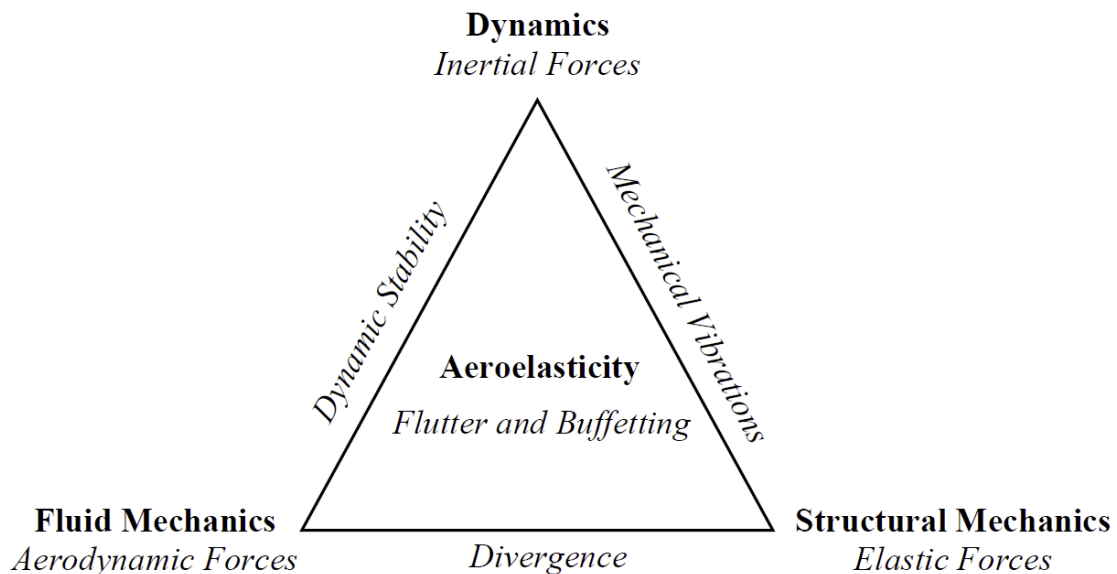 Dynamics
Inertial Forces
Dynamic Stability
Mechanical Vibrations
Aeroelasticity
Flutter and Buffetting
Fluid Mechanics
Aerodynamic Forces
Divergence
Structural Mechanics
Elastic Forces